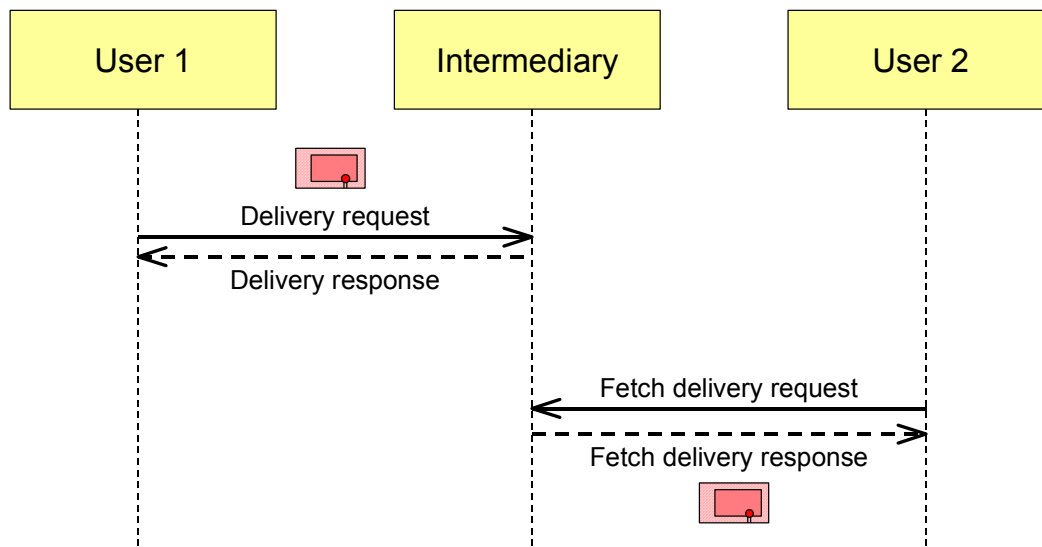 User 1
Intermediary
User 2
Delivery request
Delivery response
Fetch delivery request
Fetch delivery response